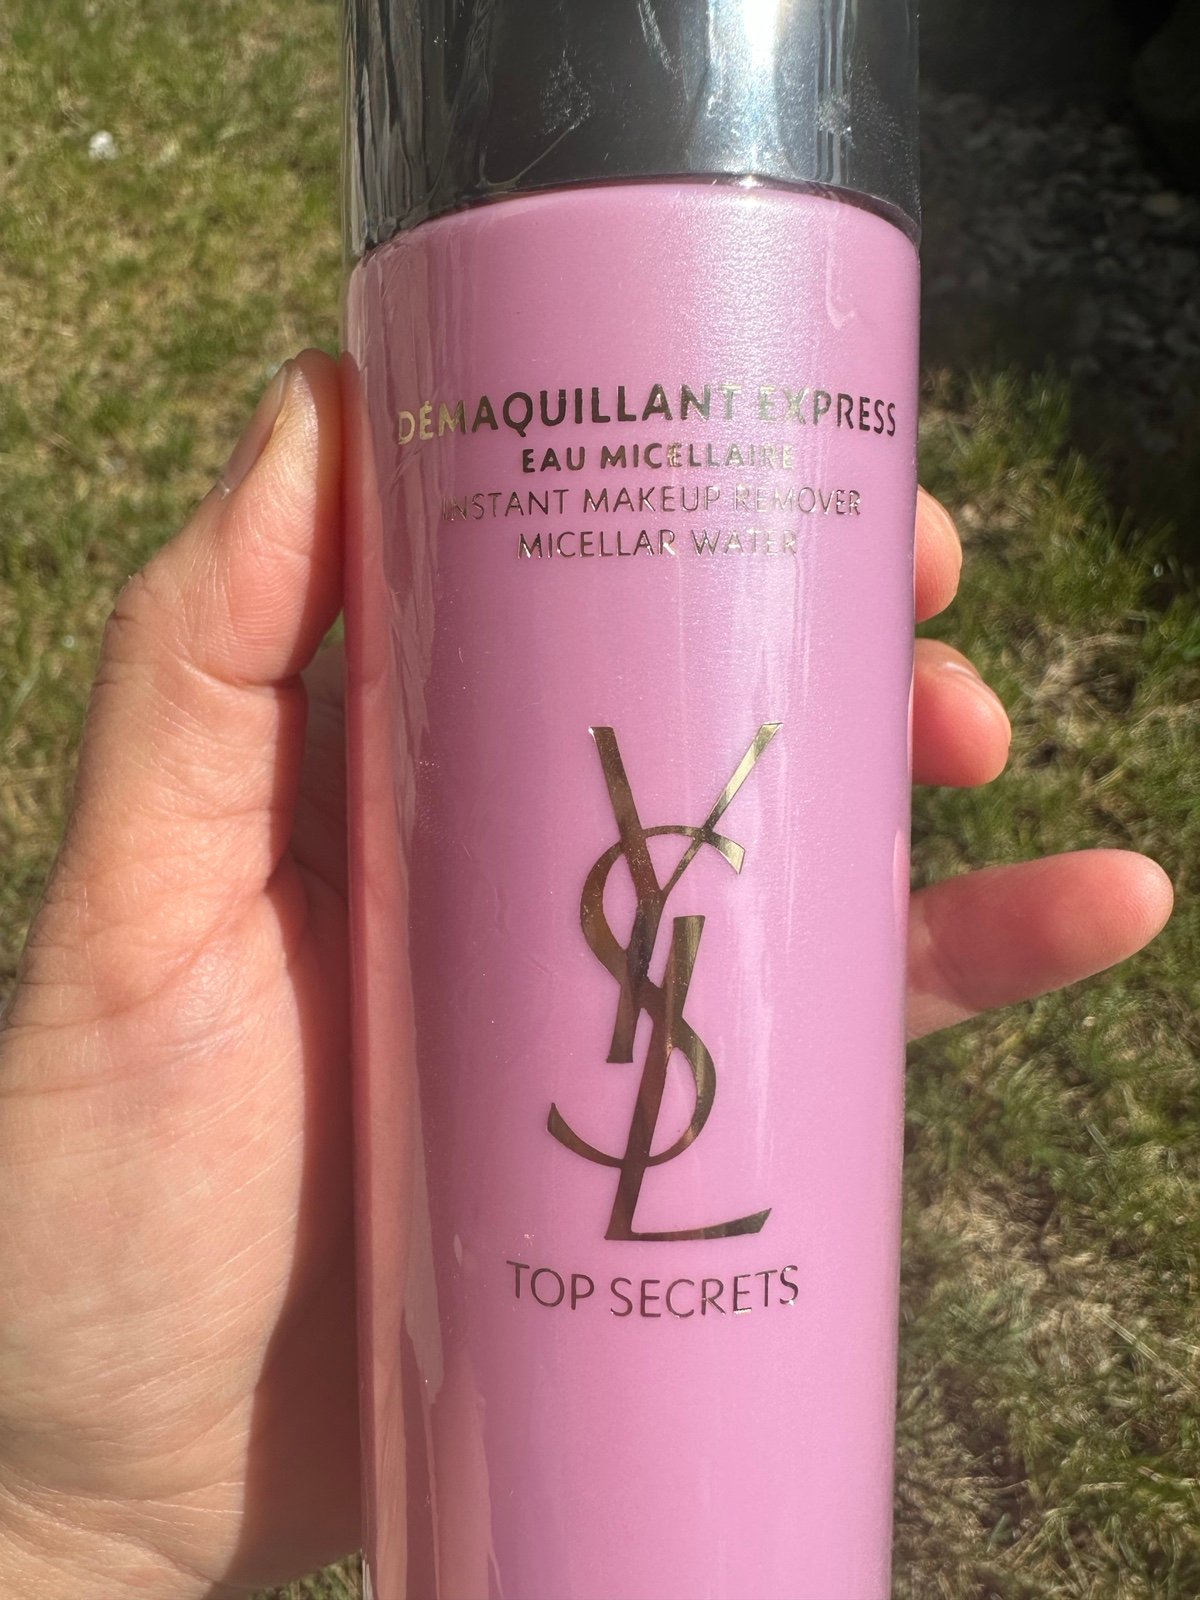 DÉMAQUILLANT EXPRESS
EAU MICELLAIRE
INSTANT MAKEUP REMOVER
MICELLAR WATER
YSL
TOP SECRETS